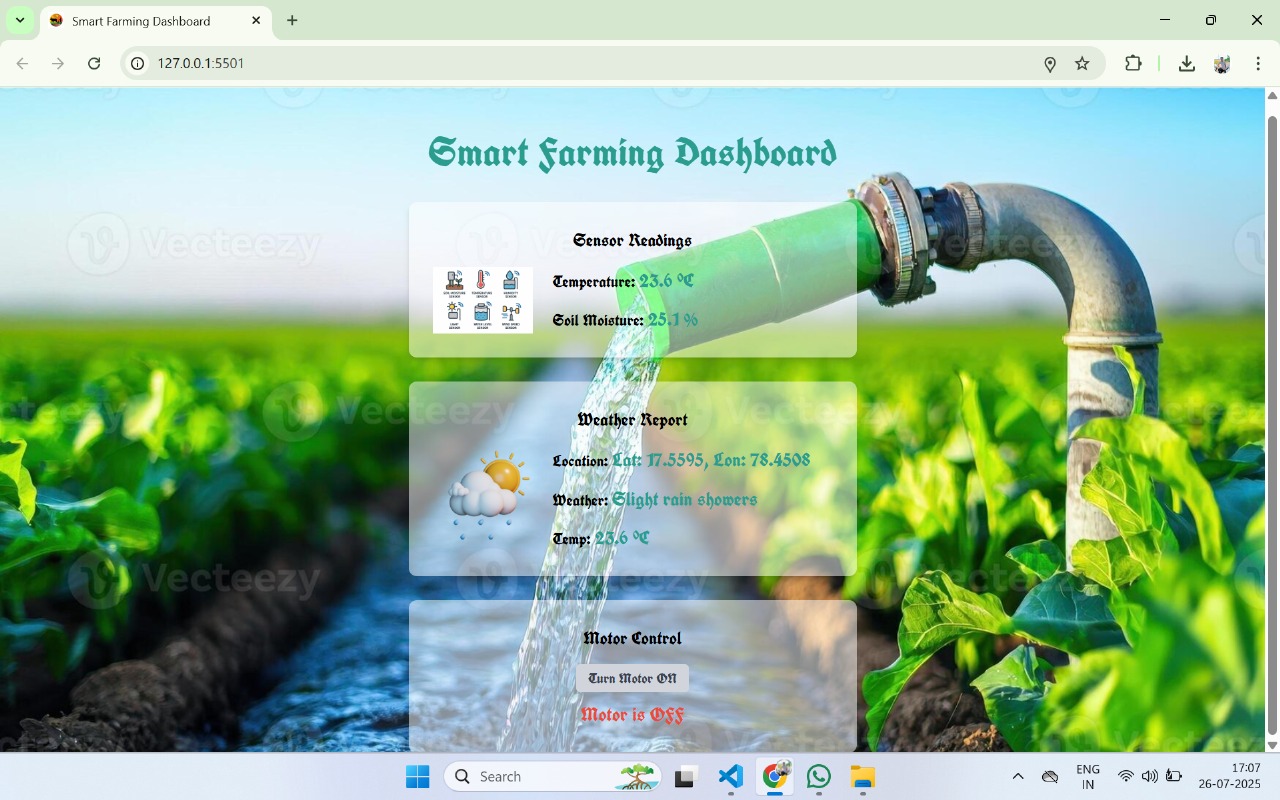 Smart Farming Dashboard
127.0.0.1:5501
Vecteezy
Smart Farming Dashboard
Sensor Readings
Temperature: 23.6 °C
Soil Moisture: 25.1 %
Weather Report
Location: Lat: 17.5595, Lon: 78.4508
Weather: Slight rain showers
Temp: 23.6 °C
Vecteezy
Motor Control
Turn Motor ON
Motor is OFF
Search
ENG
IN
17:07
26-07-2025